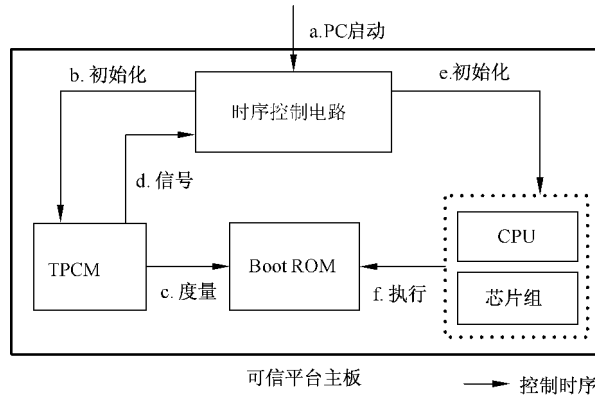 a.PC启动
b. 初始化
e.初始化
时序控制电路
d. 信号
CPU
TPCM
Boot ROM
芯片组
c. 度量
f. 执行
可信平台主板
控制时序